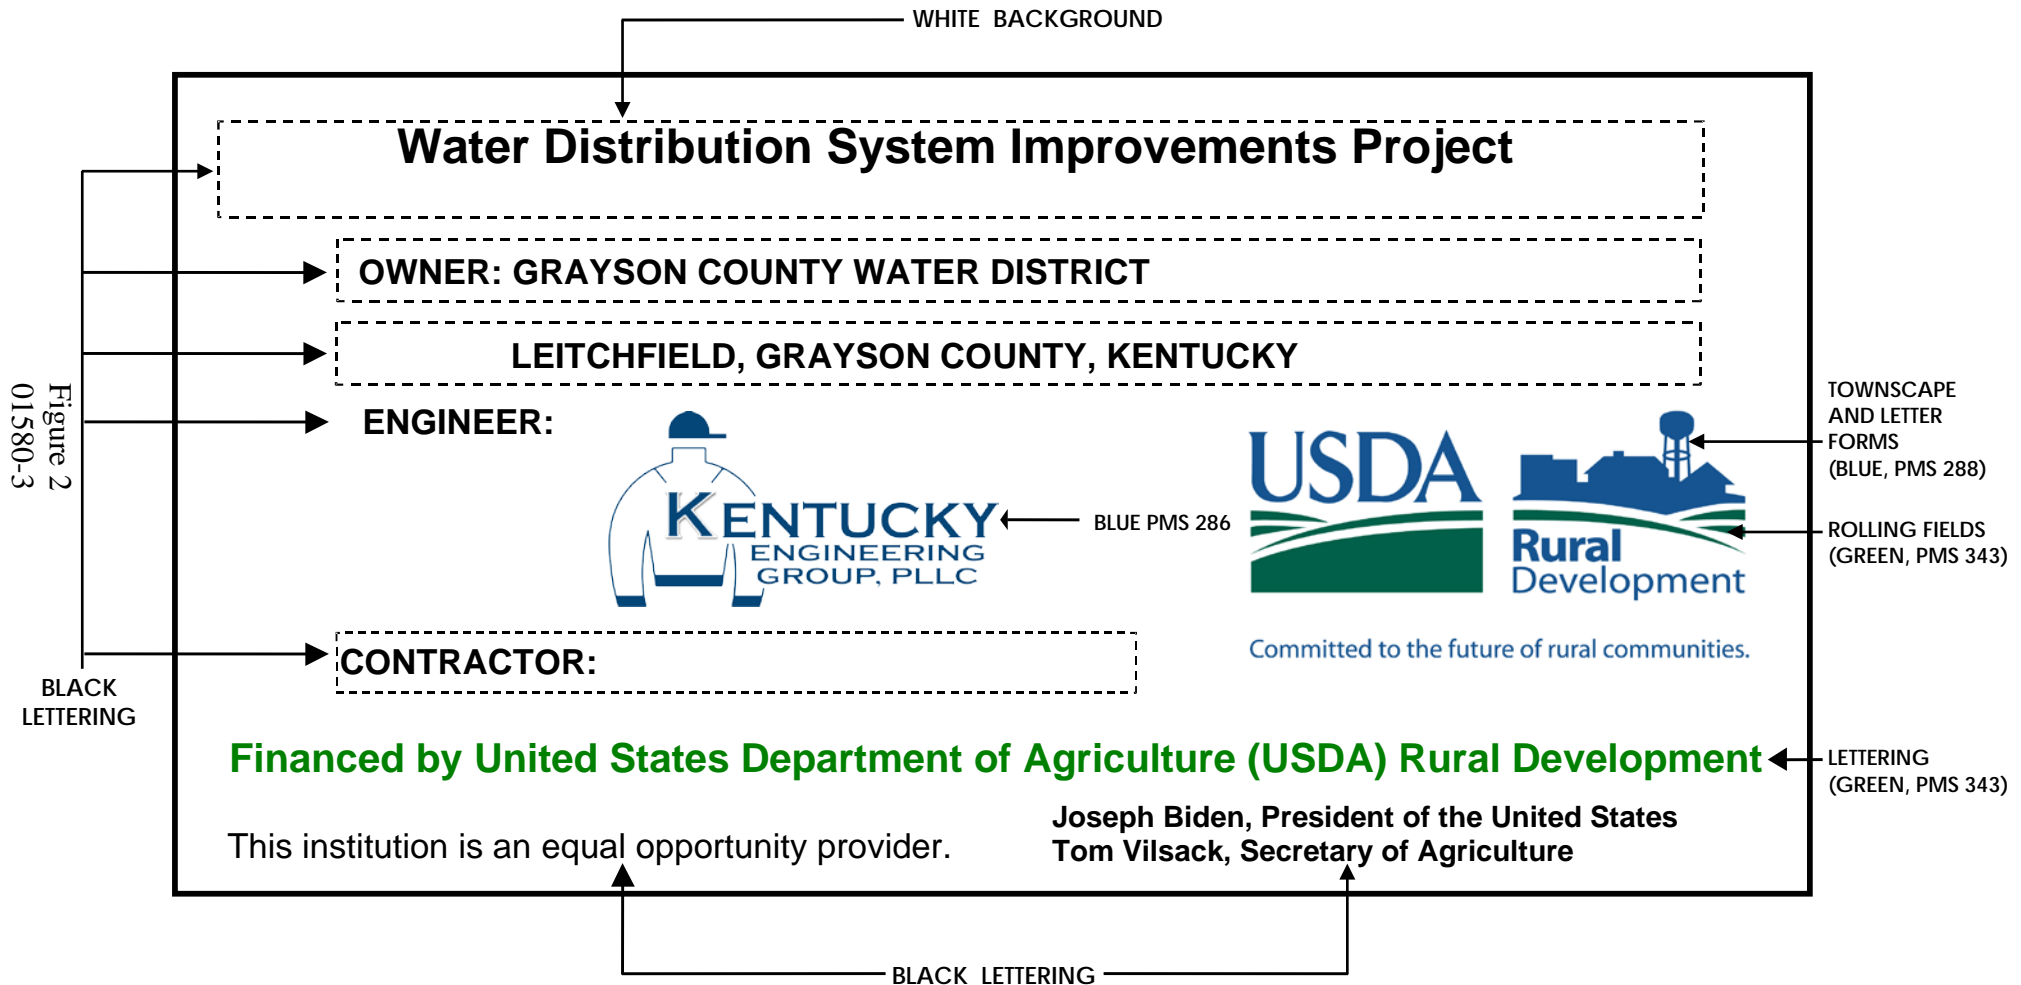 WHITE BACKGROUND
Water Distribution System Improvements Project
OWNER: GRAYSON COUNTY WATER DISTRICT
LEITCHFIELD, GRAYSON COUNTY, KENTUCKY
ENGINEER:
KENTUCKY
ENGINEERING
GROUP, PLLC
BLUE PMS 286
USDA
Rural
Development
Committed to the future of rural communities.
TOWNSCAPE
AND LETTER
FORMS
(BLUE, PMS 288)
ROLLING FIELDS
(GREEN, PMS 343)
CONTRACTOR:
BLACK
LETTERING
Figure 2
01580-3
Financed by United States Department of Agriculture (USDA) Rural Development
LETTERING
(GREEN, PMS 343)
This institution is an equal opportunity provider.
Joseph Biden, President of the United States
Tom Vilsack, Secretary of Agriculture
BLACK LETTERING